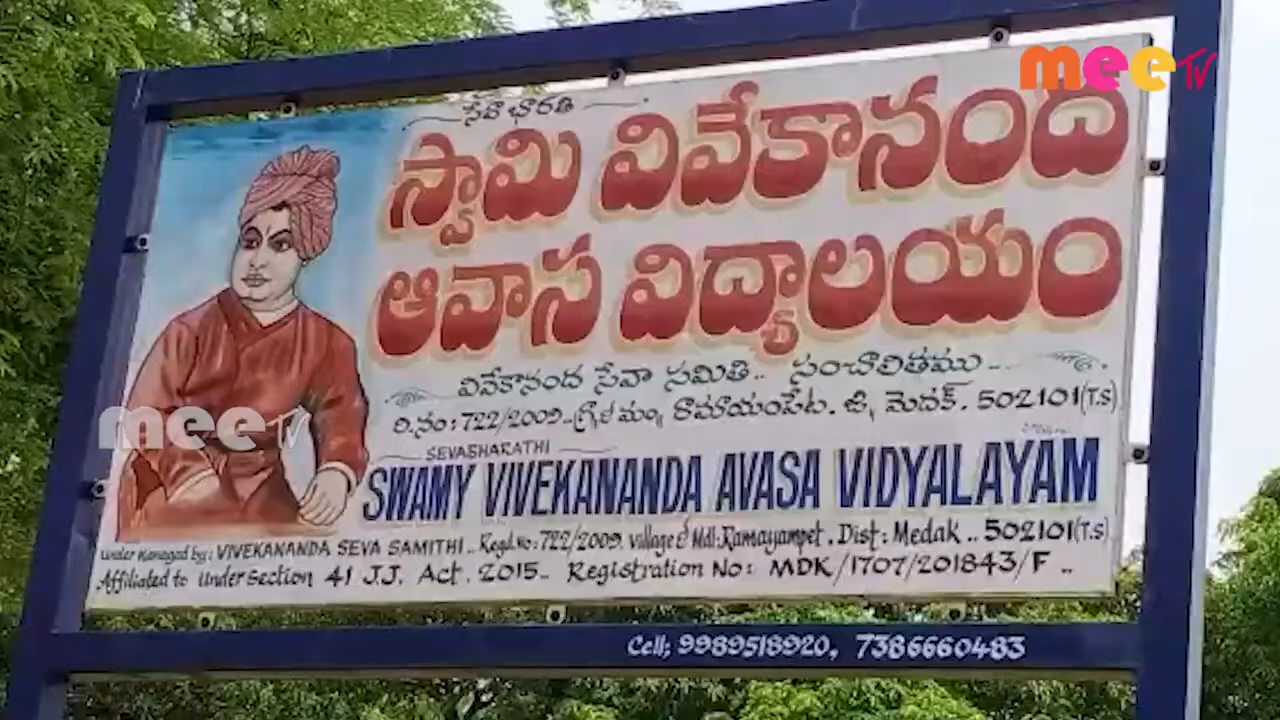 meetv
సేవా భారతి
స్వామి వివేకానంద
ఆవాస విద్యాలయం
వివేకానంద సేవా సమితి.. సంచాలితము..
రి.నం: 722/2009.. గ్రా మ॥ రామాయంపేట. జి॥ మెదక్. 502101(T.S)
SEVABHARATHI
SWAMY VIVEKANANDA AVASA VIDYALAYAM
meetv
under Managed by: VIVEKANANDA SEVA SAMITHI.. Regd.No: 722/2009. Village & Mdl: Ramayampet. Dist: Medak.. 502101(T.S)
Affiliated to Under Section 41 J.J. Act. 2015.. Registration No: MDK/1707/201843/F ..
Cell; 9989518920, 7386660483